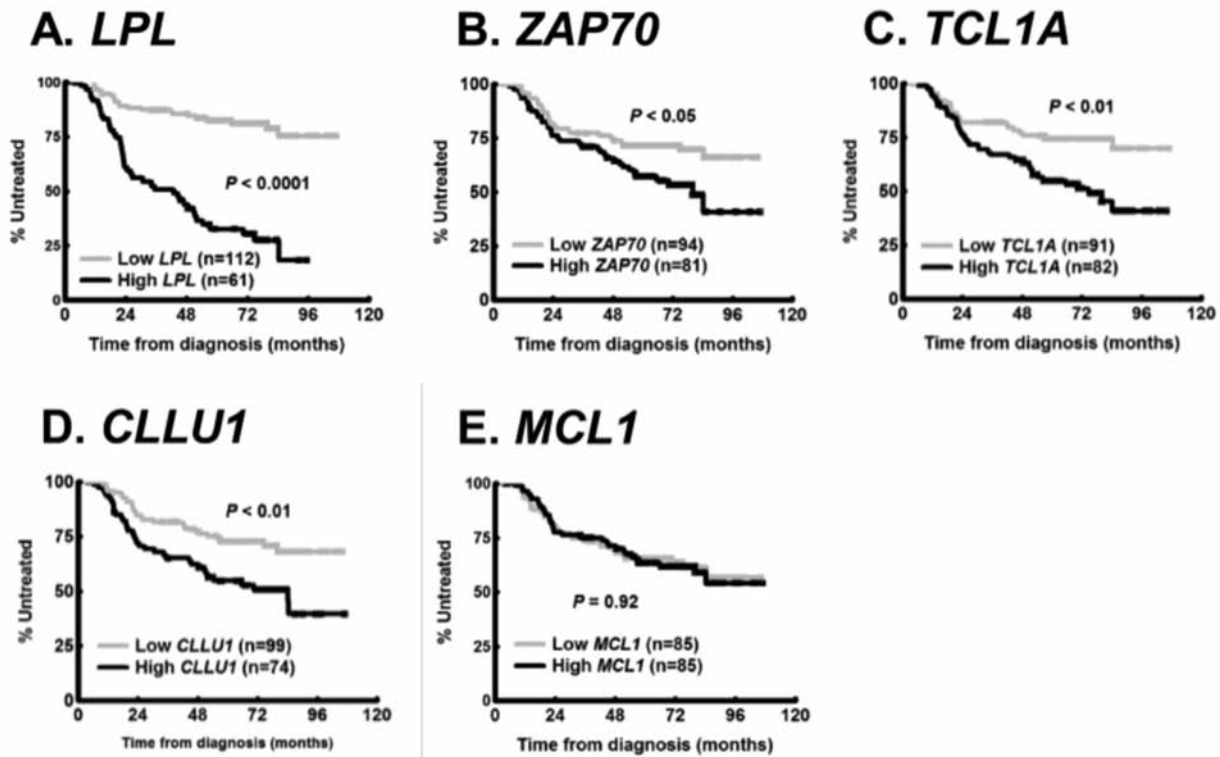 A. LPL
100
75
50
25
0
% Untreated
P < 0.0001
Low LPL (n=112)
High LPL (n=61)
0 24 48 72 96 120
Time from diagnosis (months)
B. ZAP70
100
75
50
25
0
% Untreated
P < 0.05
Low ZAP70 (n=94)
High ZAP70 (n=81)
0 24 48 72 96 120
Time from diagnosis (months)
C. TCL1A
100
75
50
25
0
% Untreated
P < 0.01
Low TCL1A (n=91)
High TCL1A (n=82)
0 24 48 72 96 120
Time from diagnosis (months)
D. CLLU1
100
75
50
25
0
% Untreated
P < 0.01
Low CLLU1 (n=99)
High CLLU1 (n=74)
0 24 48 72 96 120
Time from diagnosis (months)
E. MCL1
100
75
50
25
0
% Untreated
P = 0.92
Low MCL1 (n=85)
High MCL1 (n=85)
0 24 48 72 96 120
Time from diagnosis (months)